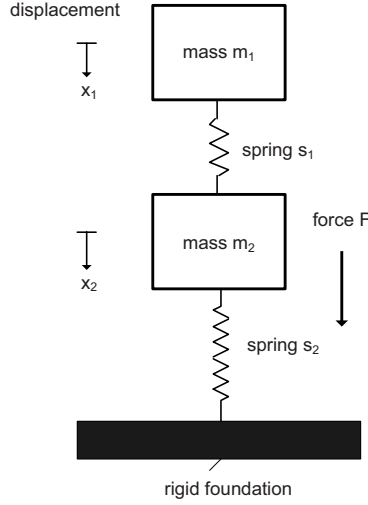 displacement
mass m₁
x₁
spring s₁
mass m₂
force F
x₂
spring s₂
rigid foundation